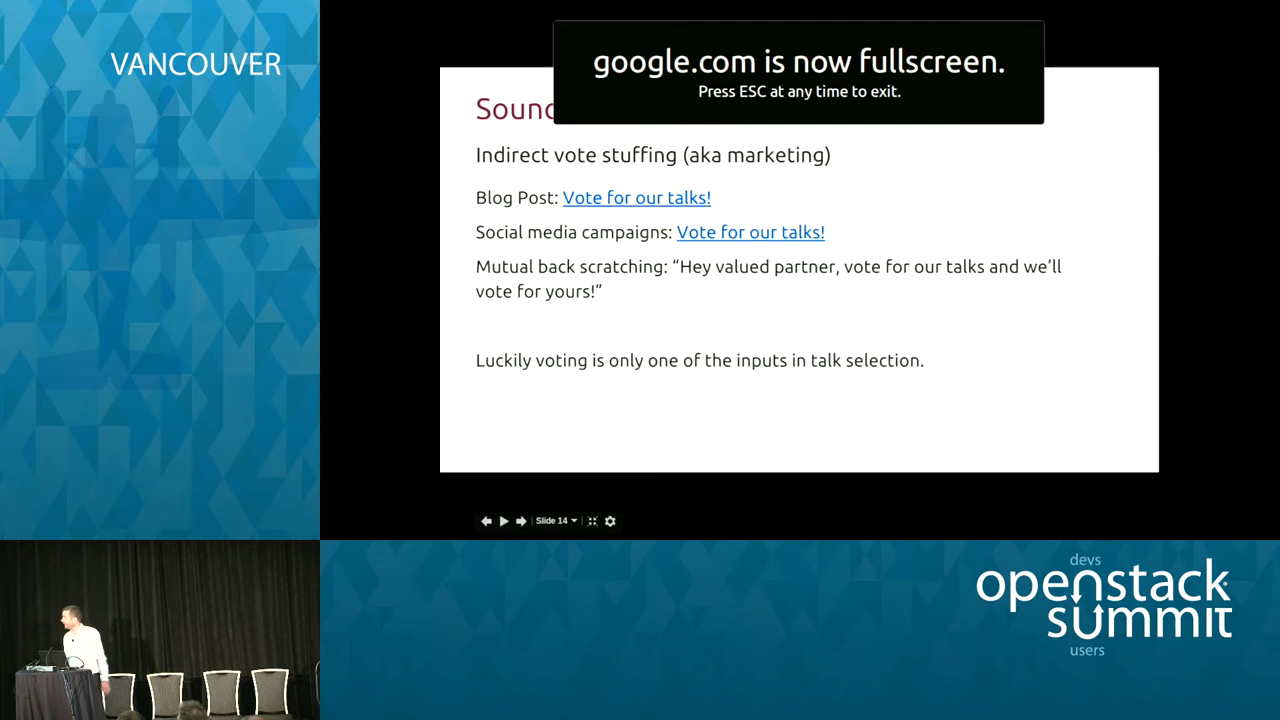 VANCOUVER
google.com is now fullscreen.
Press ESC at any time to exit.
Indirect vote stuffing (aka marketing)
Blog Post: Vote for our talks!
Social media campaigns: Vote for our talks!
Mutual back scratching: “Hey valued partner, vote for our talks and we’ll
vote for yours!”
Luckily voting is only one of the inputs in talk selection.
Slide 14
devs
openstack
summit
users